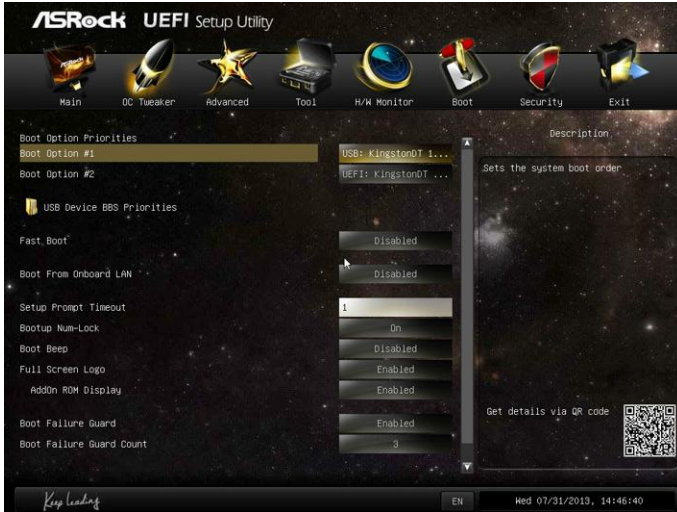 ASRock UEFI Setup Utility
Main OC Tweaker Advanced Tool H/W Monitor Boot Security Exit
Boot Option Priorities
Boot Option #1 USB: KingstonDT 1...
Boot Option #2 UEFI: KingstonDT ...
USB Device BBS Priorities
Fast Boot Disabled
Boot From Onboard LAN Disabled
Setup Prompt Timeout 1
Bootup Num-Lock On
Boot Beep Disabled
Full Screen Logo Enabled
AddOn ROM Display Enabled
Boot Failure Guard Enabled
Boot Failure Guard Count 3
Description
Sets the system boot order
Get details via QR code
Keep Leading
EN
Wed 07/31/2013, 14:46:40